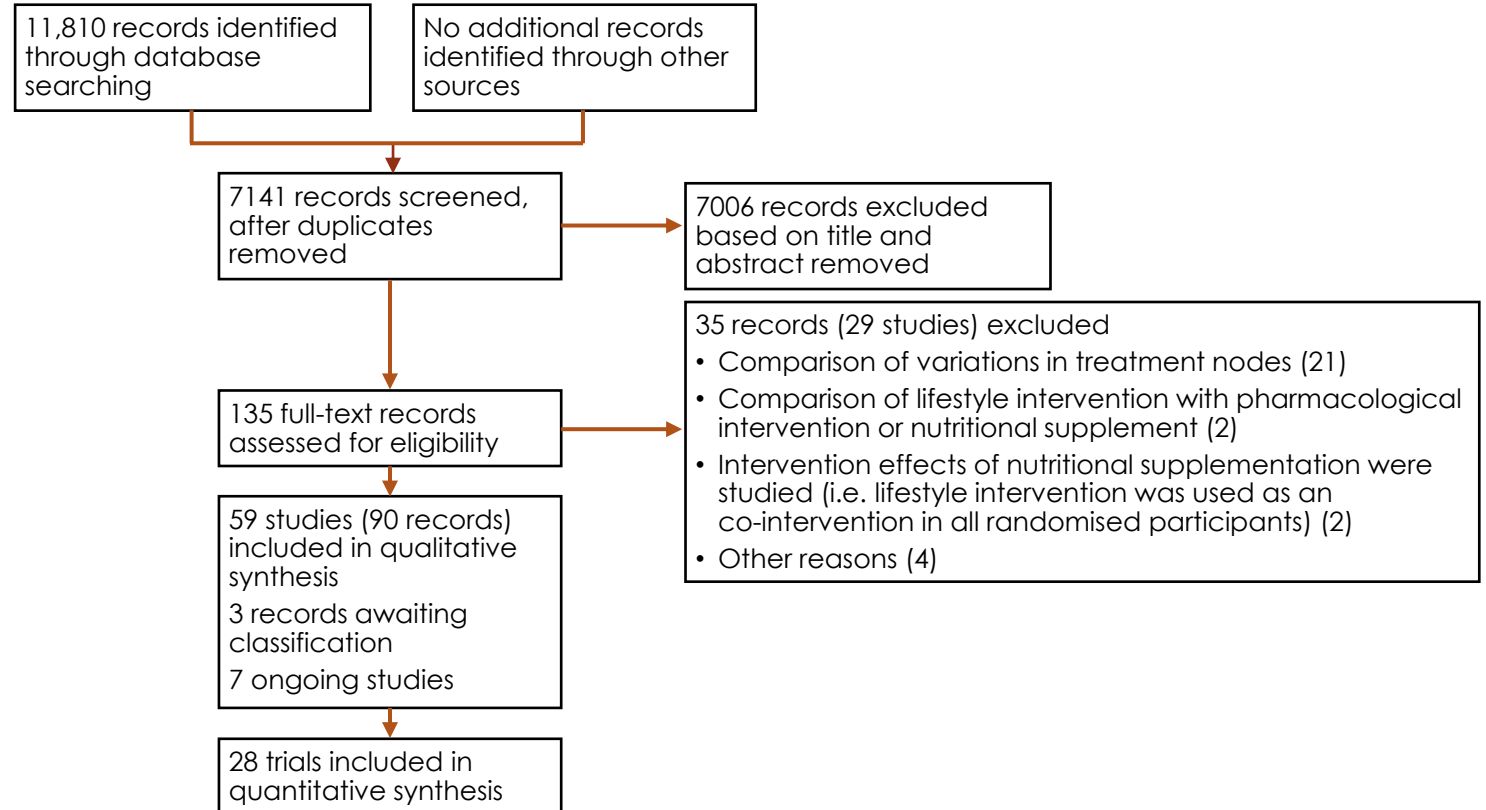 11,810 records identified
through database
searching
No additional records
identified through other
sources
7141 records screened,
after duplicates
removed
7006 records excluded
based on title and
abstract removed
35 records (29 studies) excluded
• Comparison of variations in treatment nodes (21)
• Comparison of lifestyle intervention with pharmacological
intervention or nutritional supplement (2)
• Intervention effects of nutritional supplementation were
studied (i.e. lifestyle intervention was used as an
co-intervention in all randomised participants) (2)
• Other reasons (4)
135 full-text records
assessed for eligibility
59 studies (90 records)
included in qualitative
synthesis
3 records awaiting
classification
7 ongoing studies
28 trials included in
quantitative synthesis